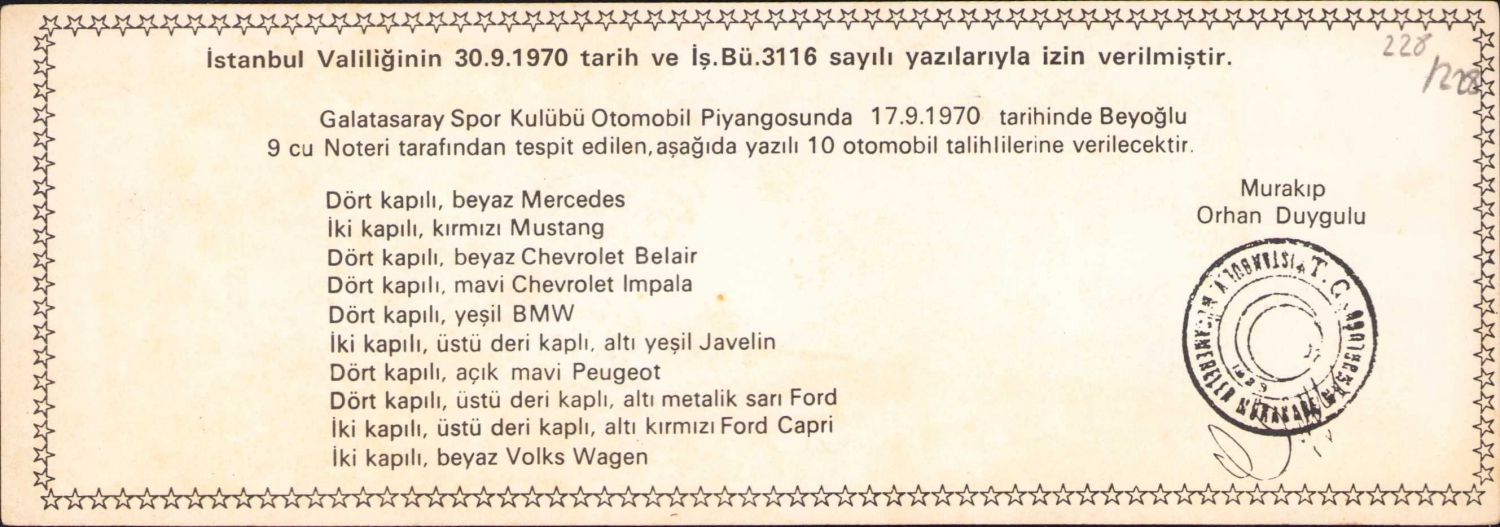 İstanbul Valiliğinin 30.9.1970 tarih ve İş.Bü.3116 sayılı yazılarıyla izin verilmiştir.
228
/228
Galatasaray Spor Kulübü Otomobil Piyangosunda 17.9.1970 tarihinde Beyoğlu
9 cu Noteri tarafından tespit edilen, aşağıda yazılı 10 otomobil talihlilerine verilecektir.
Dört kapılı, beyaz Mercedes
İki kapılı, kırmızı Mustang
Dört kapılı, beyaz Chevrolet Belair
Dört kapılı, mavi Chevrolet Impala
Dört kapılı, yeşil BMW
İki kapılı, üstü deri kaplı, altı yeşil Javelin
Dört kapılı, açık mavi Peugeot
Dört kapılı, üstü deri kaplı, altı metalik sarı Ford
İki kapılı, üstü deri kaplı, altı kırmızı Ford Capri
İki kapılı, beyaz Volks Wagen
Murakıp
Orhan Duygulu
T.C.
İSTANBUL